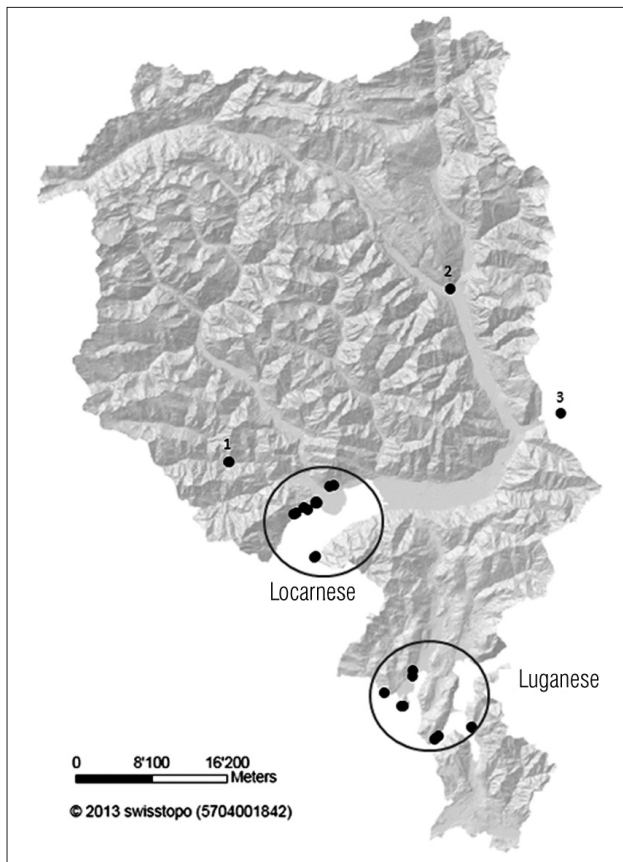 2
3
1
Locarnese
Luganese
0 8'100 16'200
Meters
© 2013 swisstopo (5704001842)